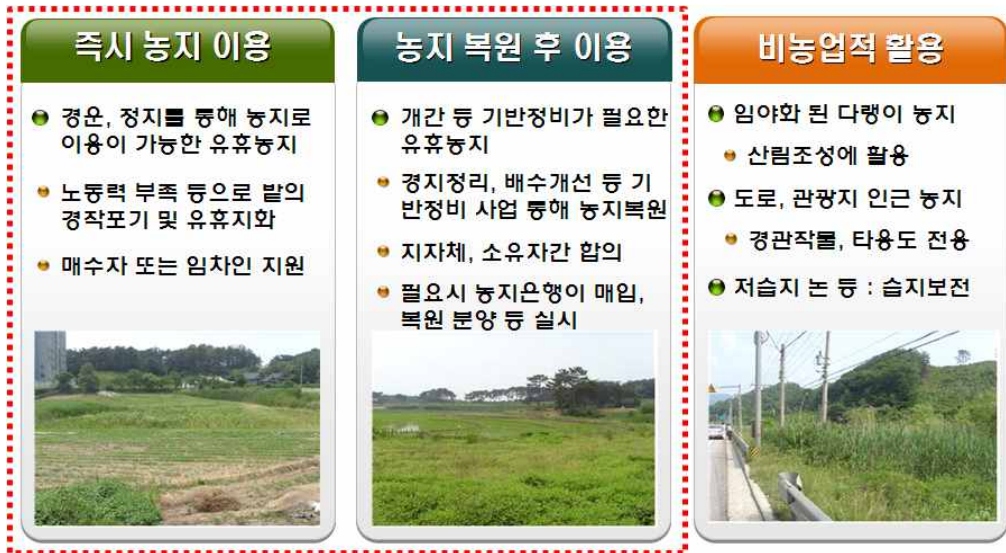 즉시 농지 이용
경운, 정지를 통해 농지로
이용이 가능한 유휴농지
노동력 부족 등으로 밭의
경작포기 및 유휴지화
매수자 또는 임차인 지원
농지 복원 후 이용
개간 등 기반정비가 필요한
유휴농지
경지정리, 배수개선 등 기
반정비 사업 통해 농지복원
지자체, 소유자간 합의
필요시 농지은행이 매입,
복원 분양 등 실시
비농업적 활용
임야화 된 다랭이 농지
산림조성에 활용
도로, 관광지 인근 농지
경관작물, 타용도 전용
저습지 논 등 : 습지보전